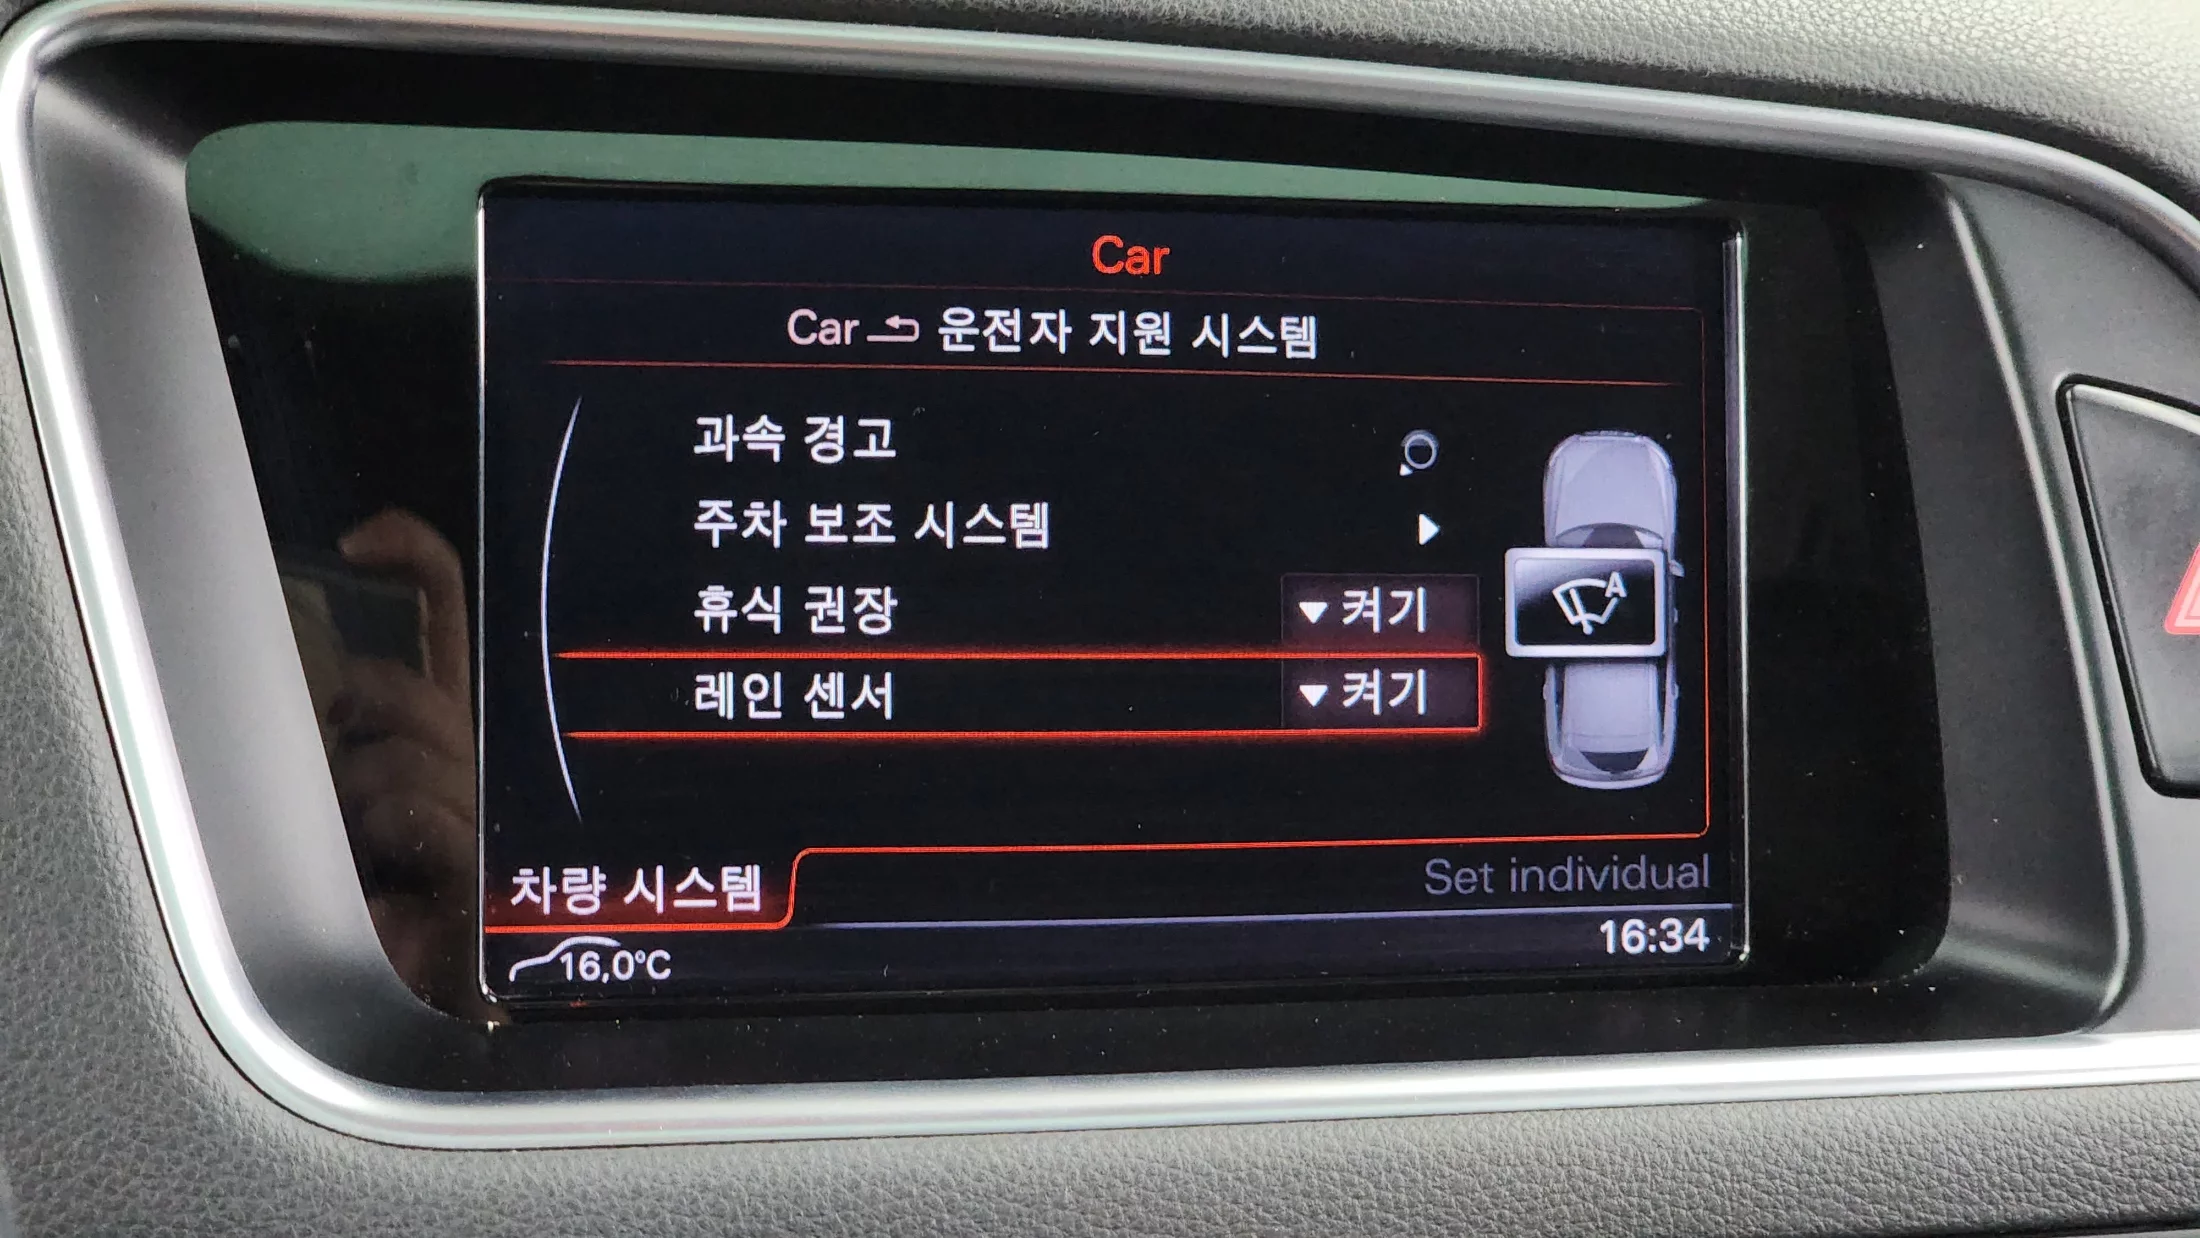 Car
Car 운전자 지원 시스템
과속 경고
주차 보조 시스템
휴식 권장 켜기
레인 센서 켜기
A
차량 시스템 Set individual
16,0°C 16:34